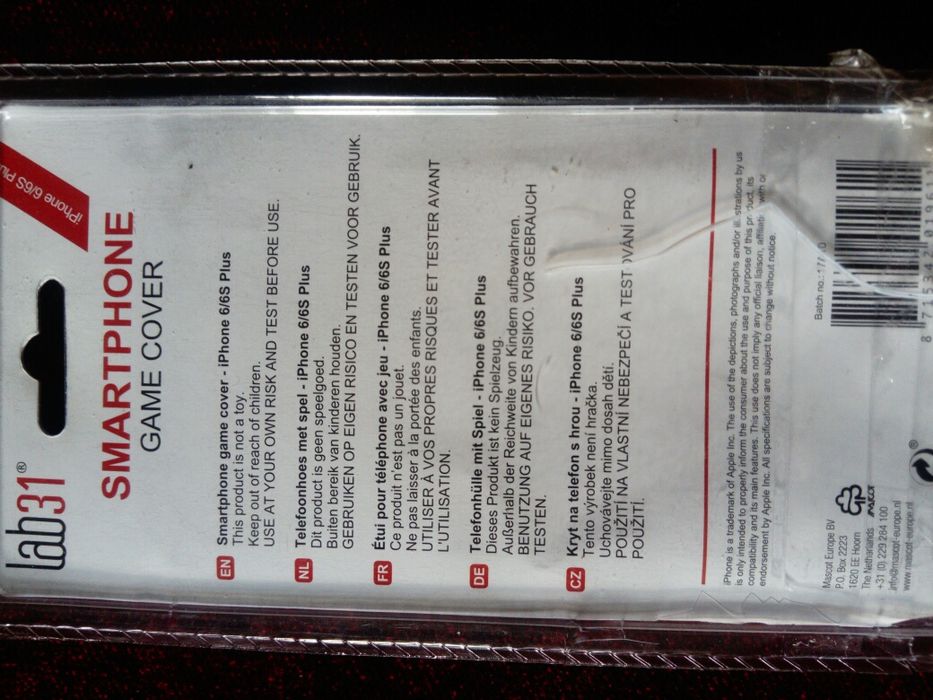 iPhone 6/6S Plus
lab31®
SMARTPHONE
GAME COVER
EN Smartphone game cover - iPhone 6/6S Plus
This product is not a toy.
Keep out of reach of children.
USE AT YOUR OWN RISK AND TEST BEFORE USE.
NL Telefoonhoes met spel - iPhone 6/6S Plus
Dit product is geen speelgoed.
Buiten bereik van kinderen houden.
GEBRUIKEN OP EIGEN RISICO EN TESTEN VOOR GEBRUIK.
FR Étui pour téléphone avec jeu - iPhone 6/6S Plus
Ce produit n'est pas un jouet.
Ne pas laisser à la portée des enfants.
UTILISER À VOS PROPRES RISQUES ET TESTER AVANT
L'UTILISATION.
DE Telefonhülle mit Spiel - iPhone 6/6S Plus
Dieses Produkt ist kein Spielzeug.
Außerhalb der Reichweite von Kindern aufbewahren.
BENUTZUNG AUF EIGENES RISIKO. VOR GEBRAUCH
TESTEN.
CZ Kryt na telefon s hrou - iPhone 6/6S Plus
Tento výrobek není hračka.
Uchovávejte mimo dosah dětí.
POUŽITÍ NA VLASTNÍ NEBEZPEČÍ A TESTOVÁNÍ PRO
POUŽITÍ.
iPhone is a trademark of Apple Inc. The use of the depictions, photographs and/or illustrations by us
is only intended to properly inform the consumer about the use and purpose of this product, its
compatibility and its main features. This use does not imply any official liaison, affiliation with or
endorsement by Apple Inc. All specifications are subject to change without notice.
Mascot Europe BV
P.O. Box 2223
1620 EE Hoorn
The Netherlands
+31 (0) 229 284 100
info@mascot-europe.nl
www.mascot-europe.nl
Batch no.: